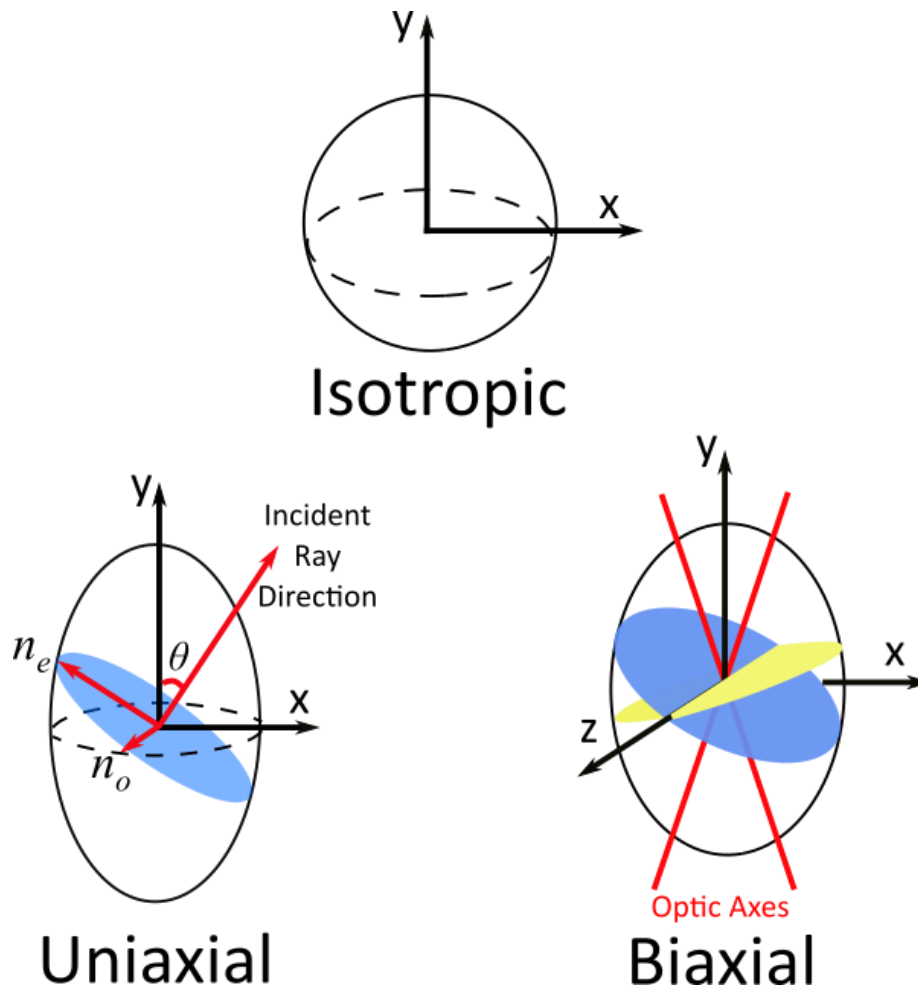 y
x
Isotropic
y
Incident
Ray
Direction
n_e
θ
x
n_o
Uniaxial
y
x
z
Optic Axes
Biaxial